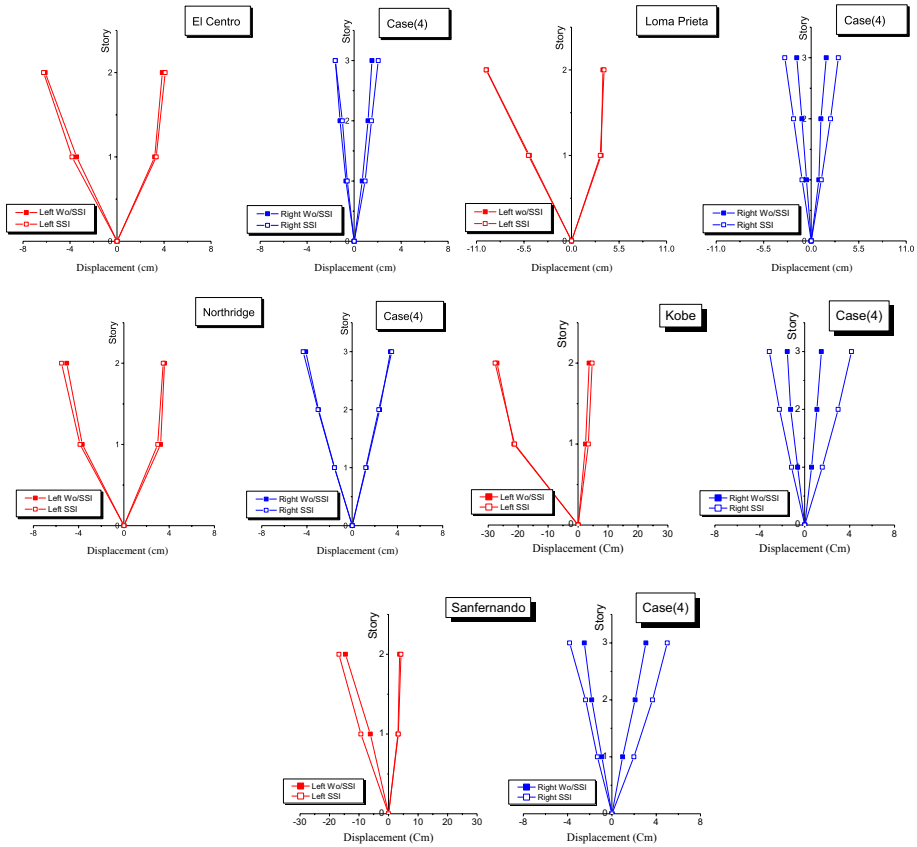 El Centro
Story
2
1
0
Left Wo/SSI
Left SSI
-8 -4 0 4 8
Displacement (cm)
Case(4)
Story
3
2
1
0
Right Wo/SSI
Right SSI
-8 -4 0 4 8
Displacement (cm)
Loma Prieta
Story
2
1
0
Left wo/SSI
Left SSI
-11.0 -5.5 0.0 5.5 11.0
Displacement (cm)
Case(4)
Story
3
2
1
0
Right Wo/SSI
Right SSI
-11.0 -5.5 0.0 5.5 11.0
Displacement (cm)
Northridge
Story
2
1
0
Left Wo/SSI
Left SSI
-8 -4 0 4 8
Displacement (cm)
Case(4)
Story
3
2
1
0
Right Wo/SSI
Right SSI
-8 -4 0 4 8
Displacement (cm)
Kobe
Story
2
1
0
Left Wo/SSI
Left SSI
-30 -20 -10 0 10 20 30
Displacement (Cm)
Case(4)
Story
3
2
1
0
Right Wo/SSI
Right SSI
-8 -4 0 4 8
Displacement (Cm)
Sanfernando
Story
2
1
0
Left Wo/SSI
Left SSI
-30 -20 -10 0 10 20 30
Displacement (Cm)
Case(4)
Story
3
2
1
0
Right Wo/SSI
Right SSI
-8 -4 0 4 8
Displacement (Cm)